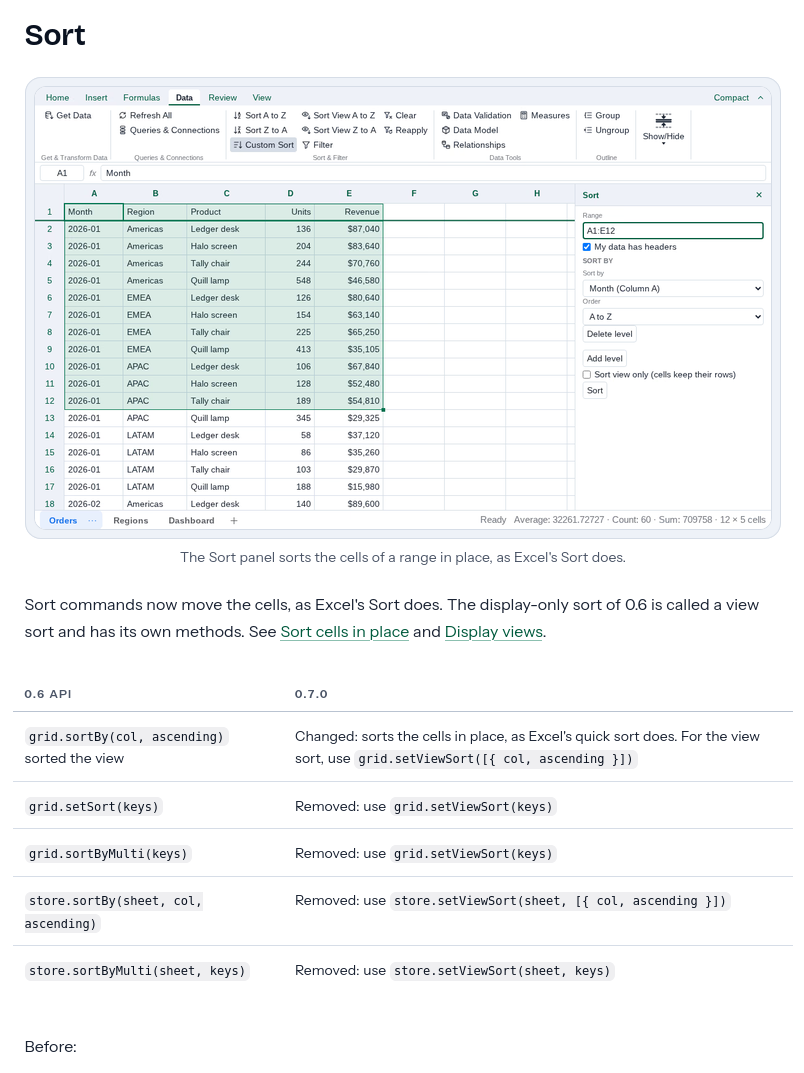 Sort
Home Insert Formulas Data Review View Compact
Get Data Refresh All Sort A to Z Sort View A to Z Clear Data Validation Measures Group
Queries & Connections Sort Z to A Sort View Z to A Reapply Data Model Ungroup Show/Hide
Custom Sort Filter Relationships
Get & Transform Data Queries & Connections Sort & Filter Data Tools Outline
A1 fx Month
A B C D E F G H
1 Month Region Product Units Revenue
2 2026-01 Americas Ledger desk 136 $87,040
3 2026-01 Americas Halo screen 204 $83,640
4 2026-01 Americas Tally chair 244 $70,760
5 2026-01 Americas Quill lamp 548 $46,580
6 2026-01 EMEA Ledger desk 126 $80,640
7 2026-01 EMEA Halo screen 154 $63,140
8 2026-01 EMEA Tally chair 225 $65,250
9 2026-01 EMEA Quill lamp 413 $35,105
10 2026-01 APAC Ledger desk 106 $67,840
11 2026-01 APAC Halo screen 128 $52,480
12 2026-01 APAC Tally chair 189 $54,810
13 2026-01 APAC Quill lamp 345 $29,325
14 2026-01 LATAM Ledger desk 58 $37,120
15 2026-01 LATAM Halo screen 86 $35,260
16 2026-01 LATAM Tally chair 103 $29,870
17 2026-01 LATAM Quill lamp 188 $15,980
18 2026-02 Americas Ledger desk 140 $89,600
Sort
Range
A1:E12
My data has headers
SORT BY
Sort by
Month (Column A)
Order
A to Z
Delete level
Add level
Sort view only (cells keep their rows)
Sort
Orders ··· Regions Dashboard + Ready Average: 32261.72727 · Count: 60 · Sum: 709758 · 12 × 5 cells
The Sort panel sorts the cells of a range in place, as Excel's Sort does.
Sort commands now move the cells, as Excel's Sort does. The display-only sort of 0.6 is called a view
sort and has its own methods. See Sort cells in place and Display views.
0.6 API 0.7.0
grid.sortBy(col, ascending)
sorted the view
Changed: sorts the cells in place, as Excel's quick sort does. For the view
sort, use grid.setViewSort([{ col, ascending }])
grid.setSort(keys) Removed: use grid.setViewSort(keys)
grid.sortByMulti(keys) Removed: use grid.setViewSort(keys)
store.sortBy(sheet, col,
ascending)
Removed: use store.setViewSort(sheet, [{ col, ascending }])
store.sortByMulti(sheet, keys) Removed: use store.setViewSort(sheet, keys)
Before: